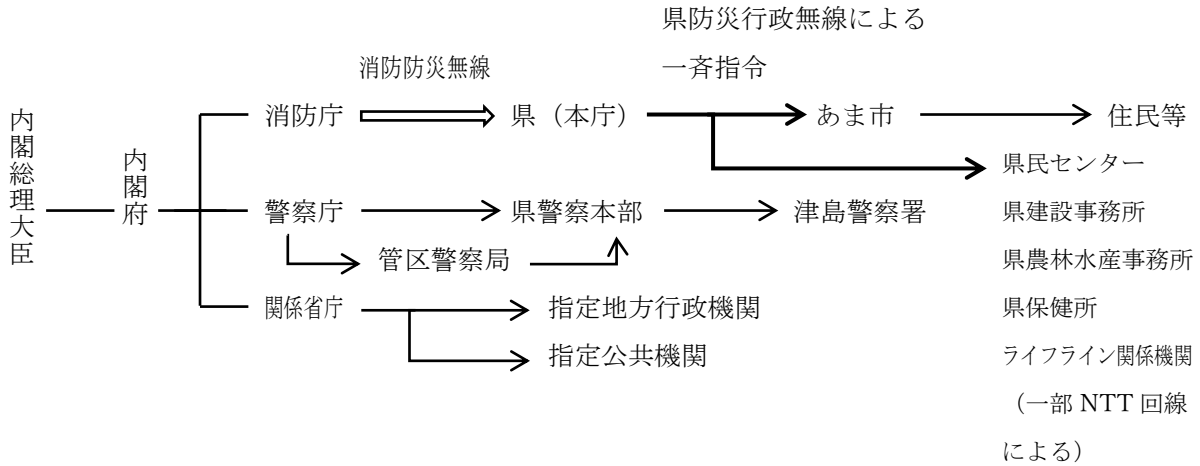 県防災行政無線による
一斉指令
消防防災無線
内閣総理大臣
内閣府
消防庁
県（本庁）
あま市
住民等
県民センター
警察庁
県警察本部
津島警察署
県建設事務所
管区警察局
県農林水産事務所
関係省庁
指定地方行政機関
県保健所
指定公共機関
ライフライン関係機関
（一部 NTT 回線
による）